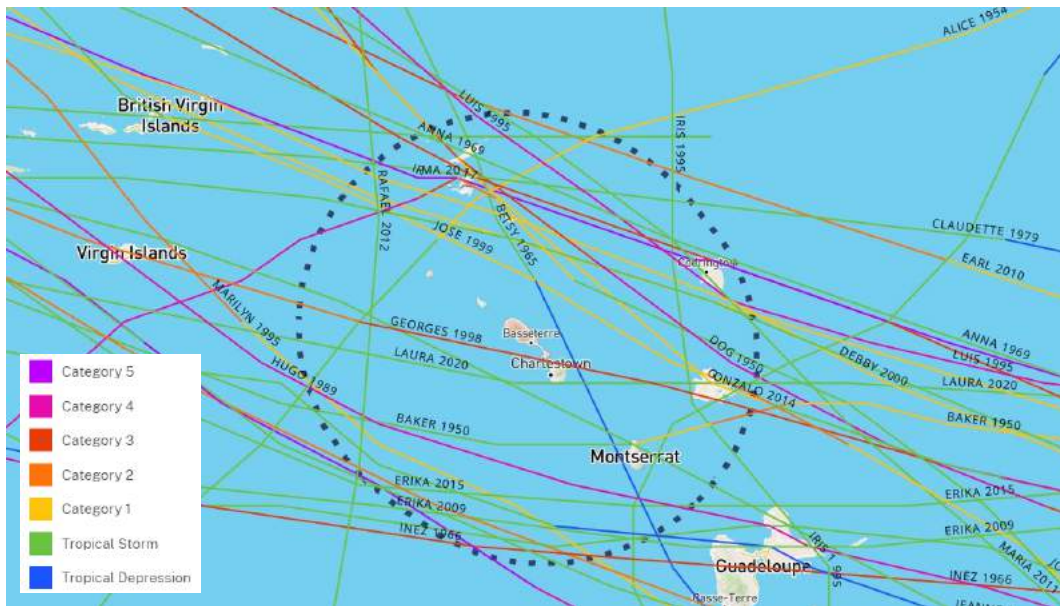 ALICE 1954
British Virgin
Islands
LUIS 1995
ANNA 1969
IRIS 1995
IRMA 2017
RAFAEL 2012
BETSY 1965
JOSE 1999
CLAUDETTE 1979
EARL 2010
Virgin Islands
Codrington
MARILYN 1995
GEORGES 1998
Basseterre
LAURA 2020
Charlestown
HUGO 1989
DOG 1950
DEBBY 2000
ANNA 1969
LUIS 1995
LAURA 2020
GONZALO 2014
BAKER 1950
BAKER 1950
Montserrat
ERIKA 2015
ERIKA 2009
INEZ 1966
ERIKA 2015
ERIKA 2009
IRIS 1995
MARIA 2011
Guadeloupe
INEZ 1966
Basse-Terre
Category 5
Category 4
Category 3
Category 2
Category 1
Tropical Storm
Tropical Depression